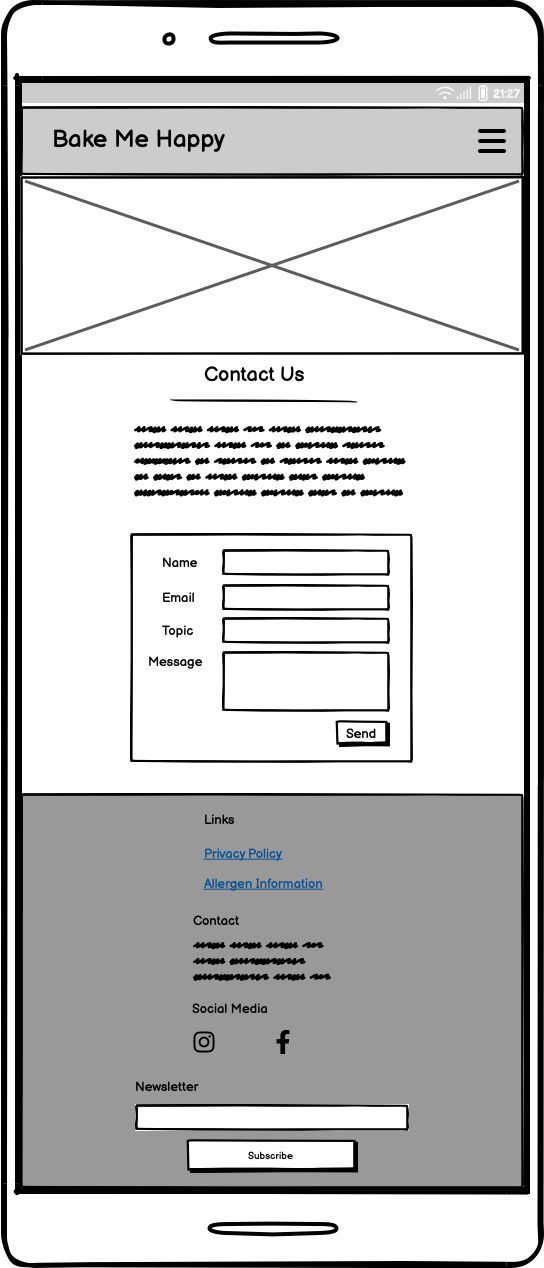 21:27
Bake Me Happy
Contact Us
Name
Email
Topic
Message
Send
Links
Privacy Policy
Allergen Information
Contact
Social Media
Newsletter
Subscribe